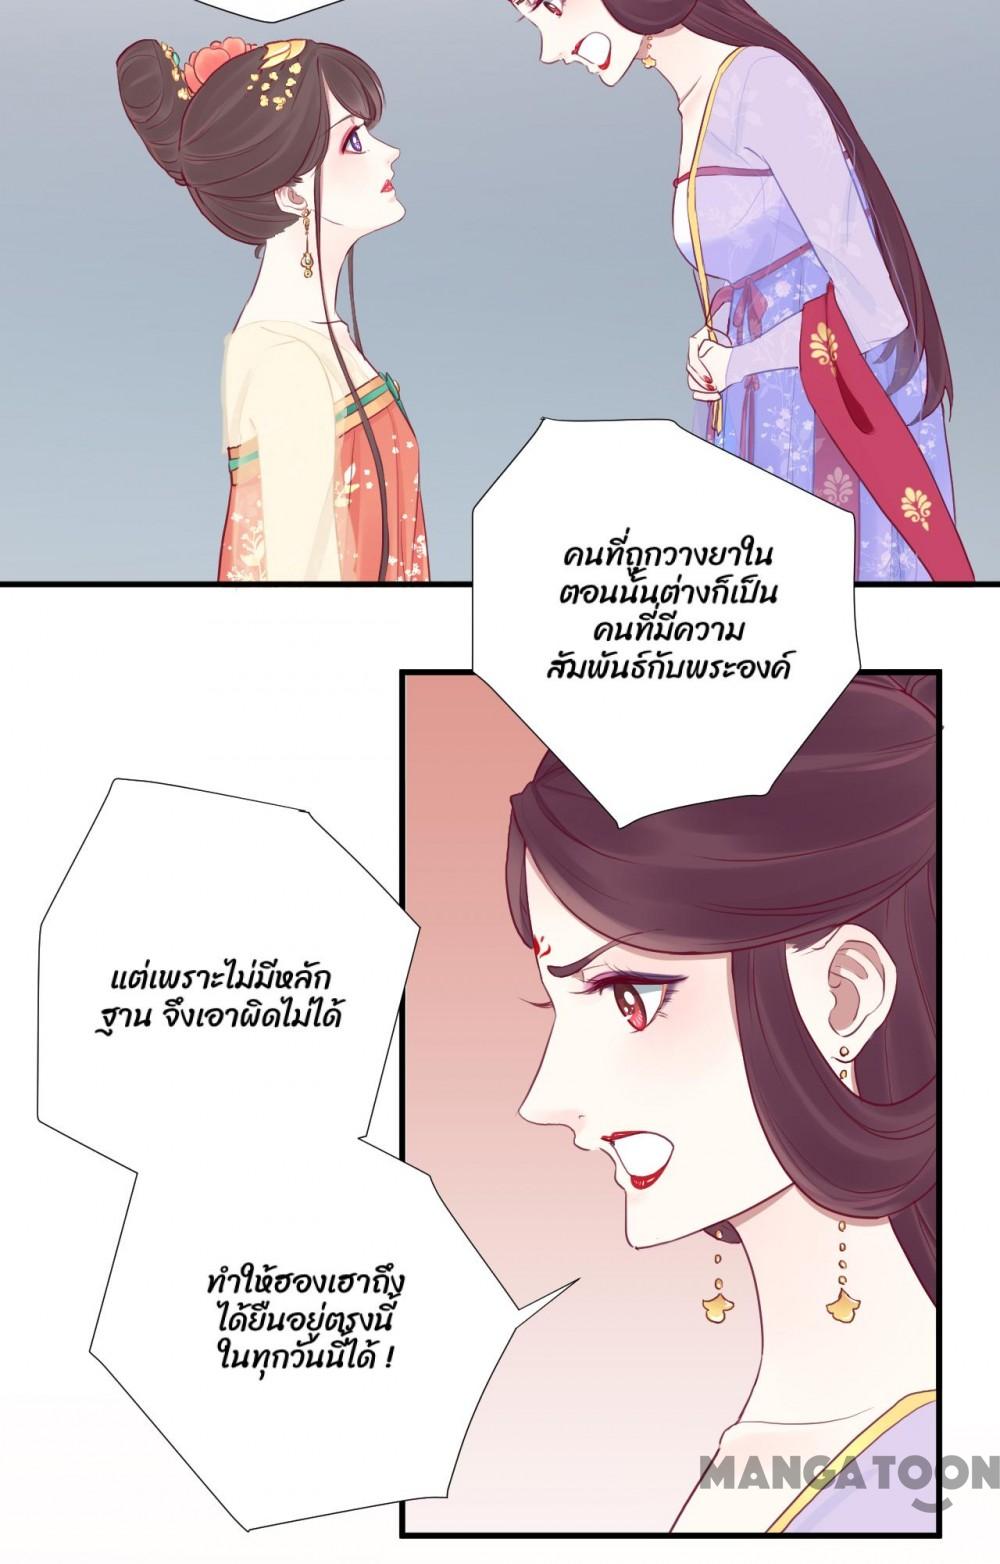 คนที่ถูกวางยาใน
ตอนนั้นต่างก็เป็น
คนที่มีความ
สัมพันธ์กับพระองค์
แต่เพราะไม่มีหลัก
ฐาน จึงเอาผิดไม่ได้
ทำให้ฮองเฮาถึง
ได้ยืนอยู่ตรงนี้
ในทุกวันนี้ได้ !
MANGATOON